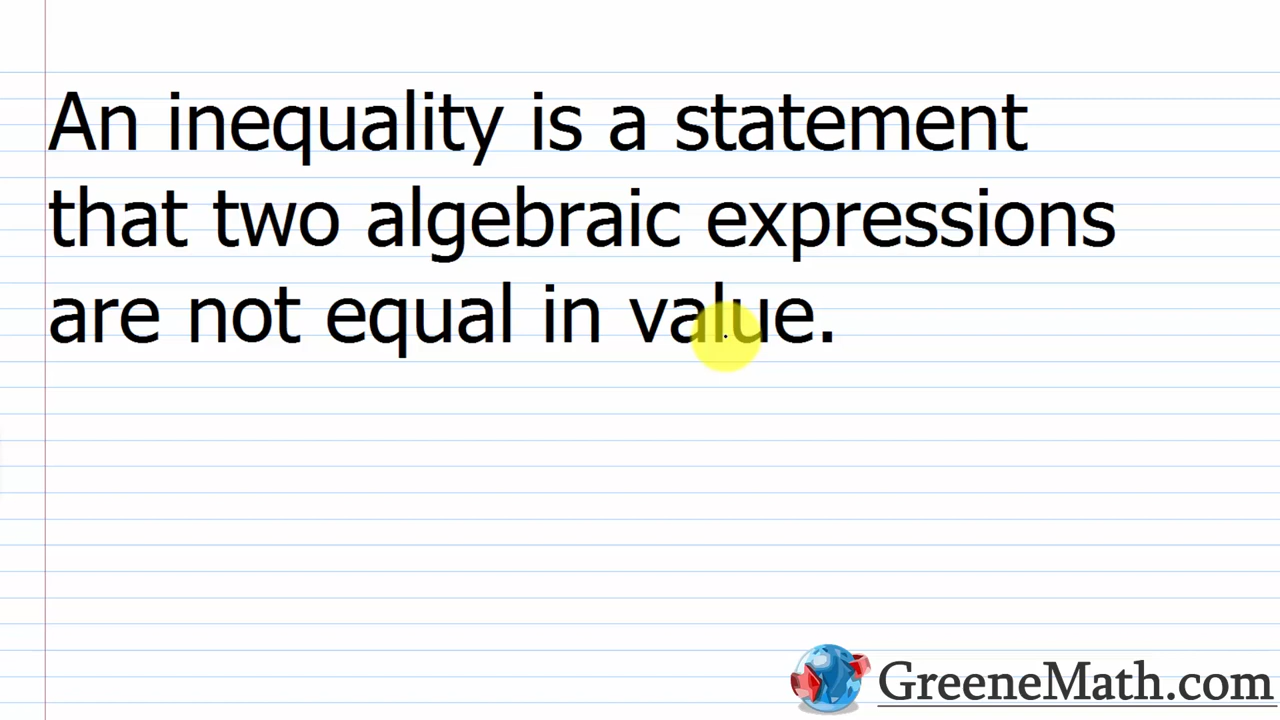 An inequality is a statement
that two algebraic expressions
are not equal in value.
GreeneMath.com